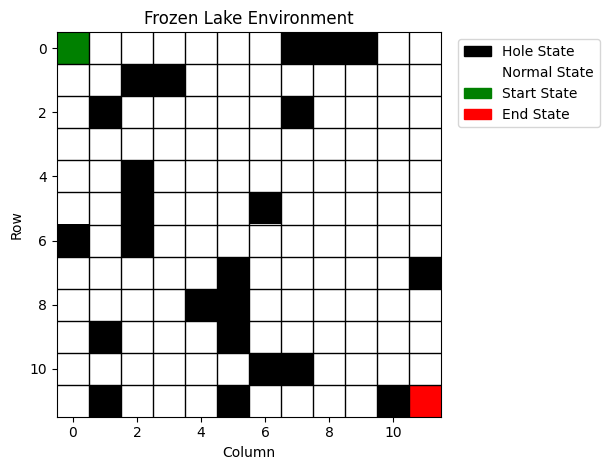 Frozen Lake Environment
Hole State
Normal State
Start State
End State
Row
0
2
4
6
8
10
0 2 4 6 8 10
Column